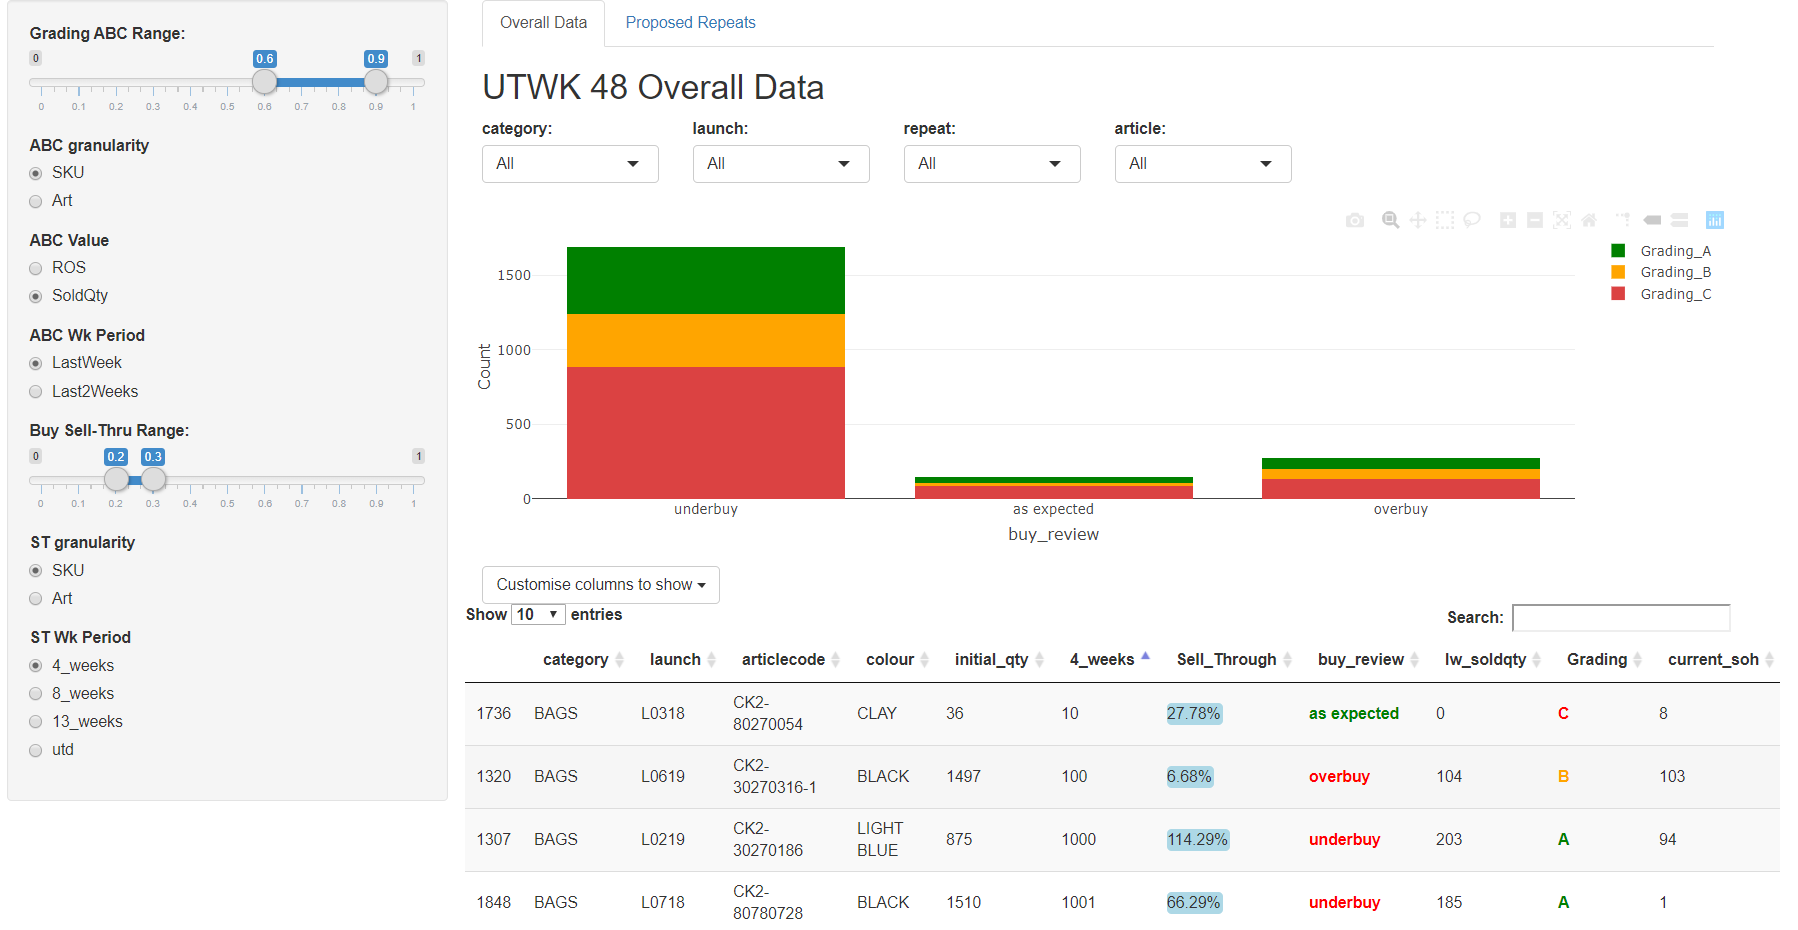 Grading ABC Range:
0 0.6 0.9 1
0 0.1 0.2 0.3 0.4 0.5 0.6 0.7 0.8 0.9 1
ABC granularity
SKU
Art
ABC Value
ROS
SoldQty
ABC Wk Period
LastWeek
Last2Weeks
Buy Sell-Thru Range:
0 0.2 0.3 1
0 0.1 0.2 0.3 0.4 0.5 0.6 0.7 0.8 0.9 1
ST granularity
SKU
Art
ST Wk Period
4_weeks
8_weeks
13_weeks
utd
Overall Data Proposed Repeats
UTWK 48 Overall Data
category: launch: repeat: article:
All All All All
Grading_A
Grading_B
Grading_C
Count
1500
1000
500
0
underbuy as expected overbuy
buy_review
Customise columns to show
Show 10 entries
Search:
category launch articlecode colour initial_qty 4_weeks Sell_Through buy_review lw_soldqty Grading current_soh
1736 BAGS L0318 CK2-80270054 CLAY 36 10 27.78% as expected 0 C 8
1320 BAGS L0619 CK2-30270316-1 BLACK 1497 100 6.68% overbuy 104 B 103
1307 BAGS L0219 CK2-30270186 LIGHT BLUE 875 1000 114.29% underbuy 203 A 94
1848 BAGS L0718 CK2-80780728 BLACK 1510 1001 66.29% underbuy 185 A 1